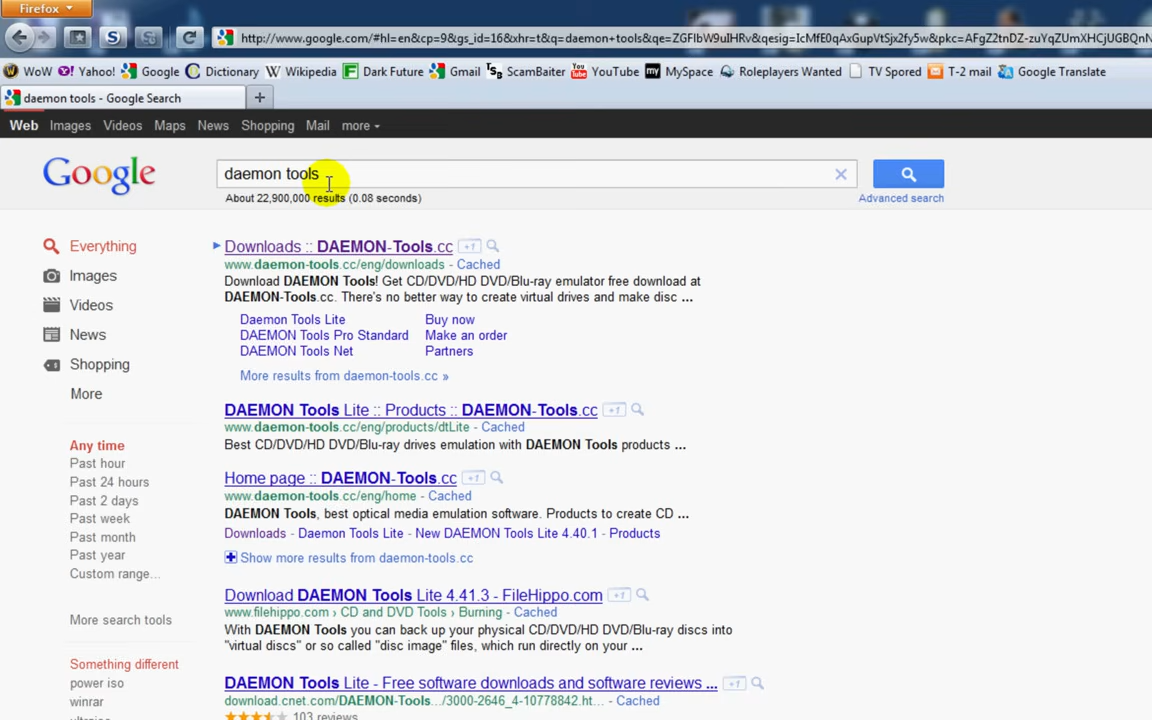 Firefox
http://www.google.com/#hl=en&cp=9&gs_id=16&xhr=t&q=daemon+tools&qe=ZGFlbW9uIHRv&qesig=IcMfE0qAxGupVtSjx2fy5w&pkc=AFgZ2tnDZ-zuYqZUmXHCjUGBQnN
WoW Yahoo! Google Dictionary Wikipedia Dark Future Gmail ScamBaiter YouTube MySpace Roleplayers Wanted TV Spored T-2 mail Google Translate
daemon tools - Google Search
Web Images Videos Maps News Shopping Mail more
Google daemon tools
About 22,900,000 results (0.08 seconds) Advanced search
Everything
Images
Videos
News
Shopping
More
Any time
Past hour
Past 24 hours
Past 2 days
Past week
Past month
Past year
Custom range...
More search tools
Something different
power iso
winrar
Downloads :: DAEMON-Tools.cc +1
www.daemon-tools.cc/eng/downloads - Cached
Download DAEMON Tools! Get CD/DVD/HD DVD/Blu-ray emulator free download at
DAEMON-Tools.cc. There's no better way to create virtual drives and make disc ...
Daemon Tools Lite Buy now
DAEMON Tools Pro Standard Make an order
DAEMON Tools Net Partners
More results from daemon-tools.cc »
DAEMON Tools Lite :: Products :: DAEMON-Tools.cc +1
www.daemon-tools.cc/eng/products/dtLite - Cached
Best CD/DVD/HD DVD/Blu-ray drives emulation with DAEMON Tools products ...
Home page :: DAEMON-Tools.cc +1
www.daemon-tools.cc/eng/home - Cached
DAEMON Tools, best optical media emulation software. Products to create CD ...
Downloads - Daemon Tools Lite - New DAEMON Tools Lite 4.40.1 - Products
Show more results from daemon-tools.cc
Download DAEMON Tools Lite 4.41.3 - FileHippo.com +1
www.filehippo.com › CD and DVD Tools › Burning - Cached
With DAEMON Tools you can back up your physical CD/DVD/HD DVD/Blu-ray discs into
"virtual discs" or so called "disc image" files, which run directly on your ...
DAEMON Tools Lite - Free software downloads and software reviews ... +1
download.cnet.com/DAEMON-Tools.../3000-2646_4-10778842.ht... - Cached
103 reviews